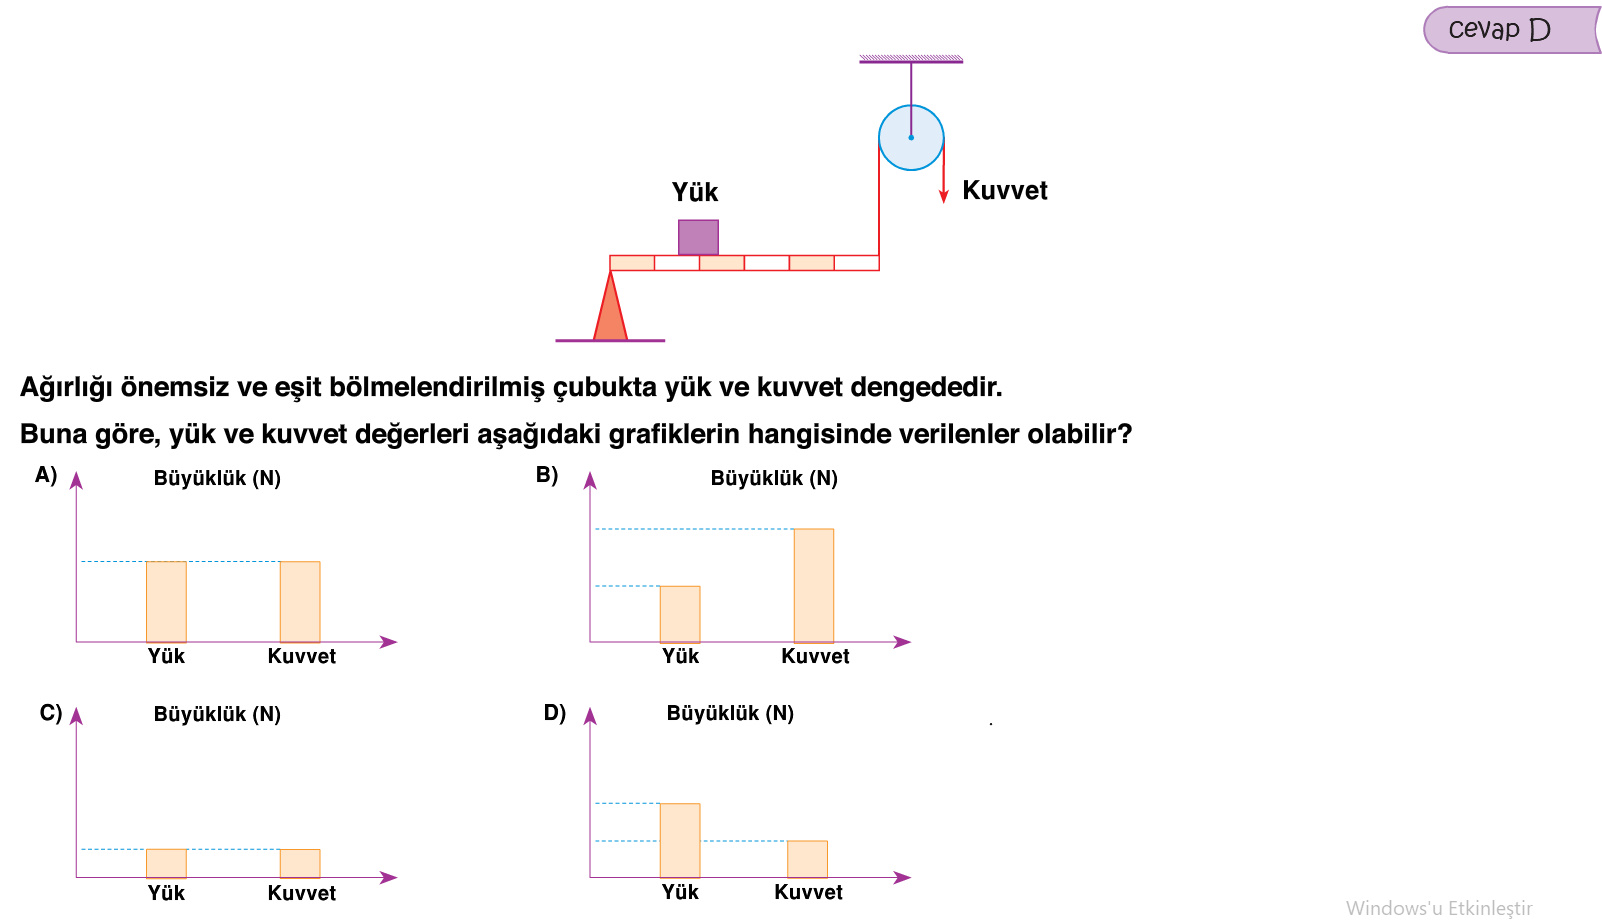 cevap D
Yük
Kuvvet
Ağırlığı önemsiz ve eşit bölmelendirilmiş çubukta yük ve kuvvet dengededir.
Buna göre, yük ve kuvvet değerleri aşağıdaki grafiklerin hangisinde verilenler olabilir?
A) Büyüklük (N)
Yük Kuvvet
B) Büyüklük (N)
Yük Kuvvet
C) Büyüklük (N)
Yük Kuvvet
D) Büyüklük (N)
Yük Kuvvet
Windows'u Etkinleştir